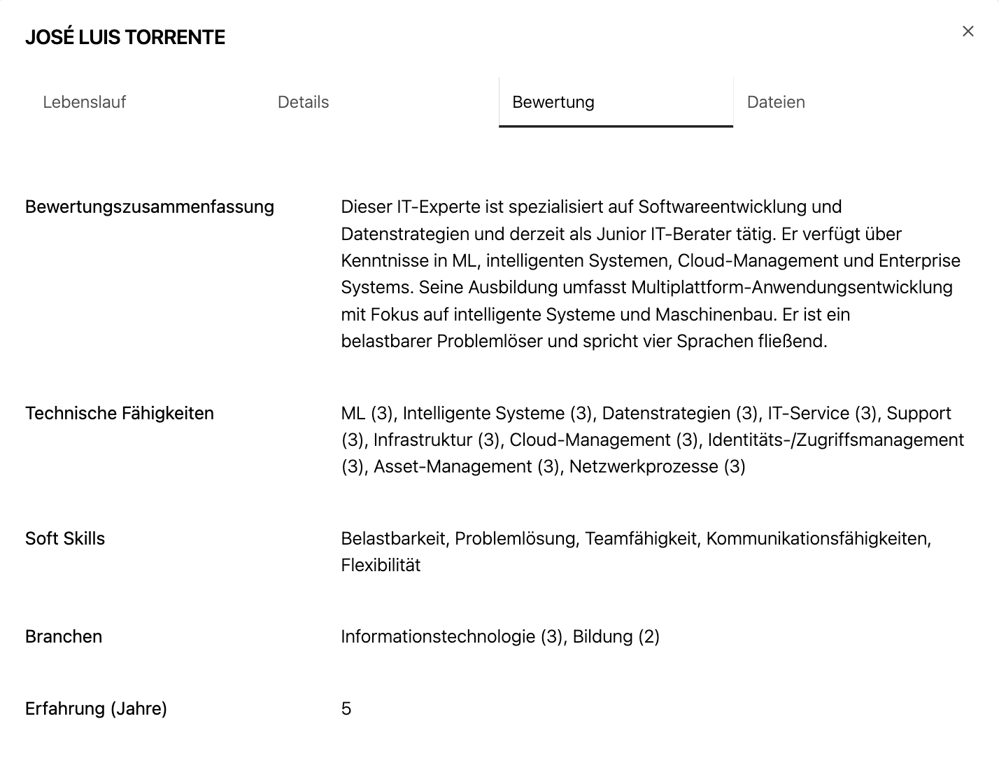 JOSÉ LUIS TORRENTE
Lebenslauf
Details
Bewertung
Dateien
Bewertungszusammenfassung
Dieser IT-Experte ist spezialisiert auf Softwareentwicklung und
Datenstrategien und derzeit als Junior IT-Berater tätig. Er verfügt über
Kenntnisse in ML, intelligenten Systemen, Cloud-Management und Enterprise
Systems. Seine Ausbildung umfasst Multiplattform-Anwendungsentwicklung
mit Fokus auf intelligente Systeme und Maschinenbau. Er ist ein
belastbarer Problemlöser und spricht vier Sprachen fließend.
Technische Fähigkeiten
ML (3), Intelligente Systeme (3), Datenstrategien (3), IT-Service (3), Support
(3), Infrastruktur (3), Cloud-Management (3), Identitäts-/Zugriffsmanagement
(3), Asset-Management (3), Netzwerkprozesse (3)
Soft Skills
Belastbarkeit, Problemlösung, Teamfähigkeit, Kommunikationsfähigkeiten,
Flexibilität
Branchen
Informationstechnologie (3), Bildung (2)
Erfahrung (Jahre)
5